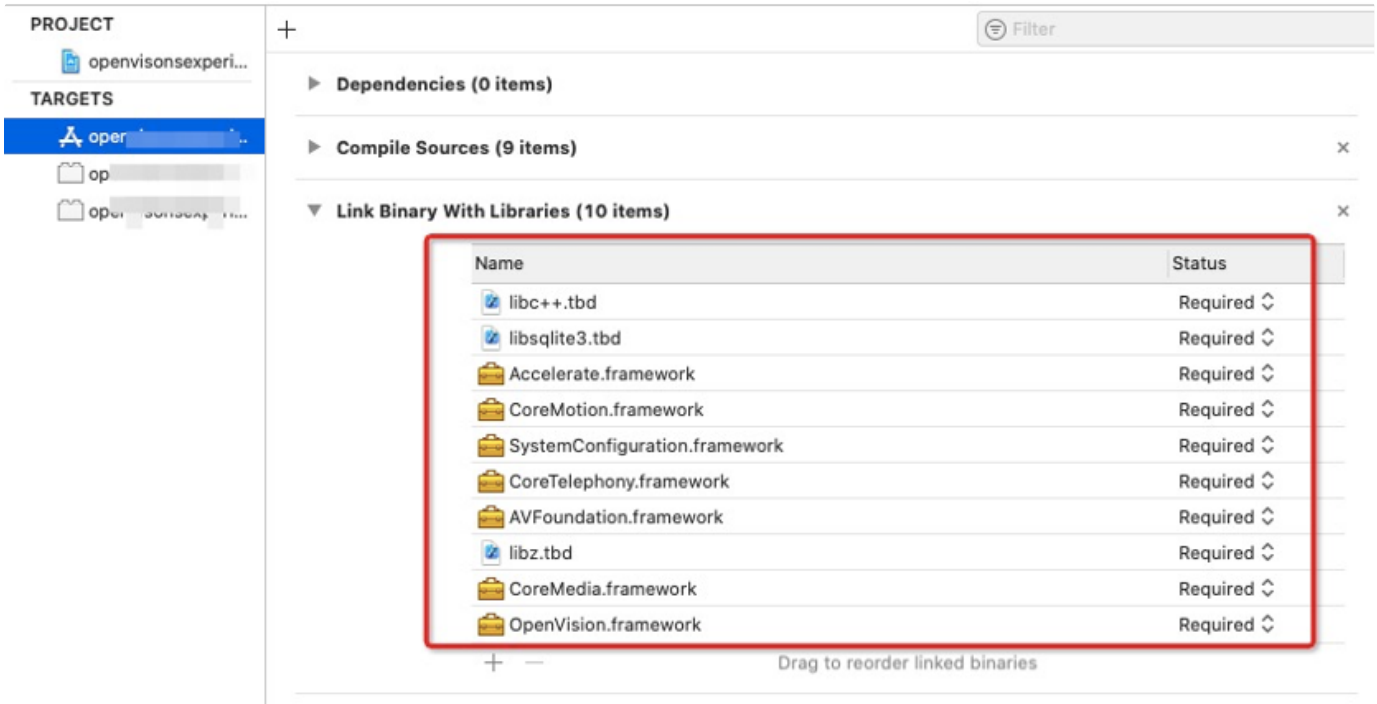 PROJECT
openvisonsexperi...
TARGETS
oper
op
Filter
Dependencies (0 items)
Compile Sources (9 items)
Link Binary With Libraries (10 items)
Name Status
libc++.tbd Required
libsqlite3.tbd Required
Accelerate.framework Required
CoreMotion.framework Required
SystemConfiguration.framework Required
CoreTelephony.framework Required
AVFoundation.framework Required
libz.tbd Required
CoreMedia.framework Required
OpenVision.framework Required
Drag to reorder linked binaries